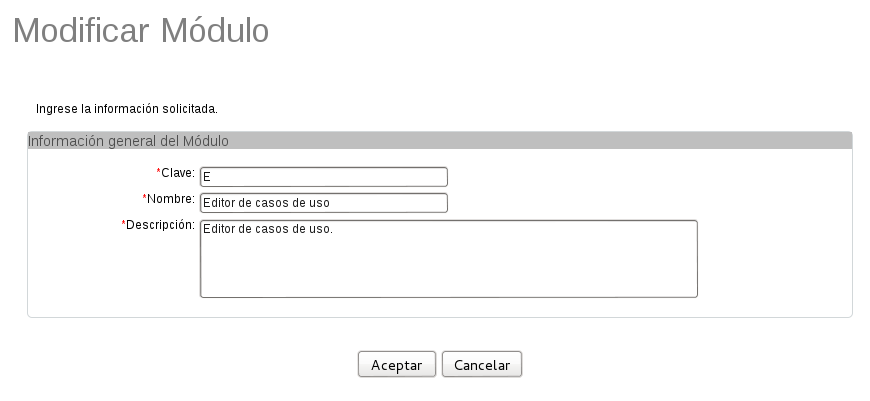 Modificar Módulo
Ingrese la información solicitada.
Información general del Módulo
*Clave: E
*Nombre: Editor de casos de uso
*Descripción: Editor de casos de uso.
Aceptar Cancelar